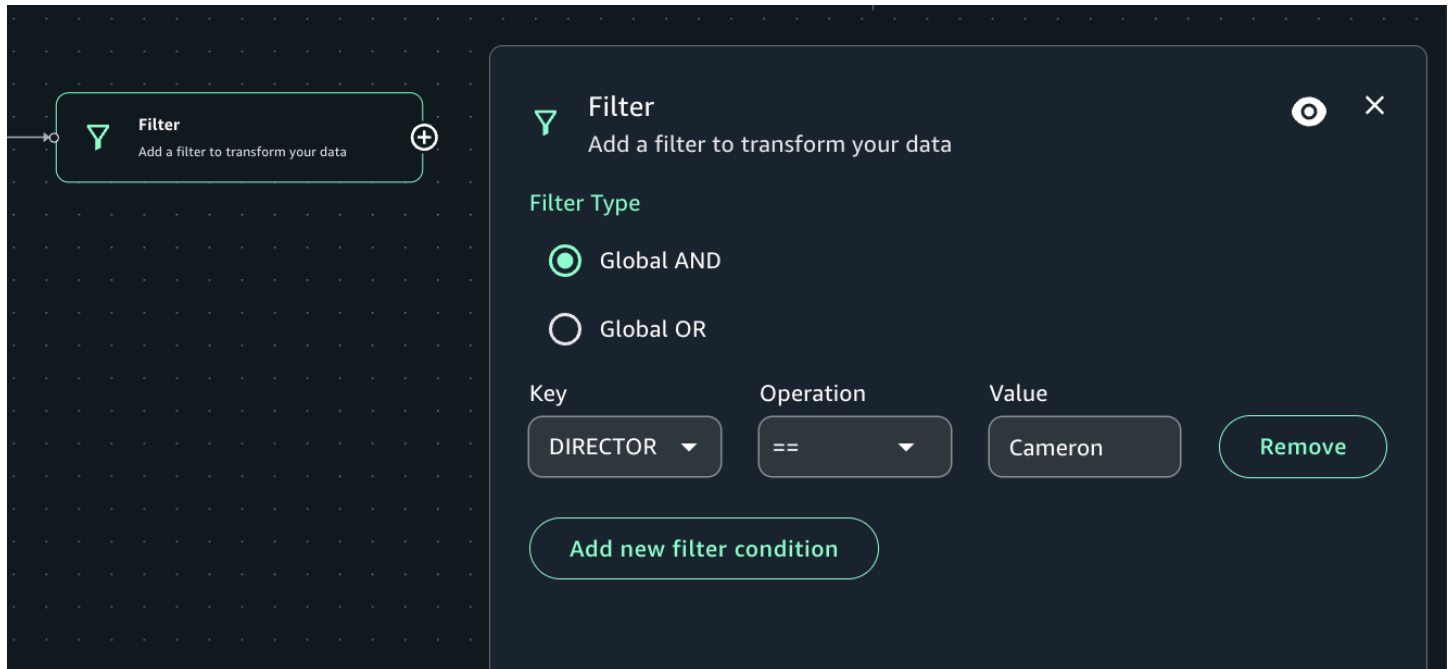 Filter
Add a filter to transform your data
Filter
Add a filter to transform your data
Filter Type
Global AND
Global OR
Key Operation Value
DIRECTOR == Cameron Remove
Add new filter condition